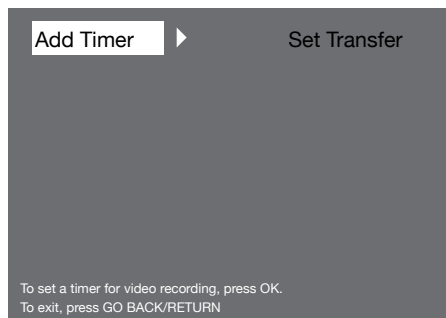 Add Timer Set Transfer
To set a timer for video recording, press OK.
To exit, press GO BACK/RETURN